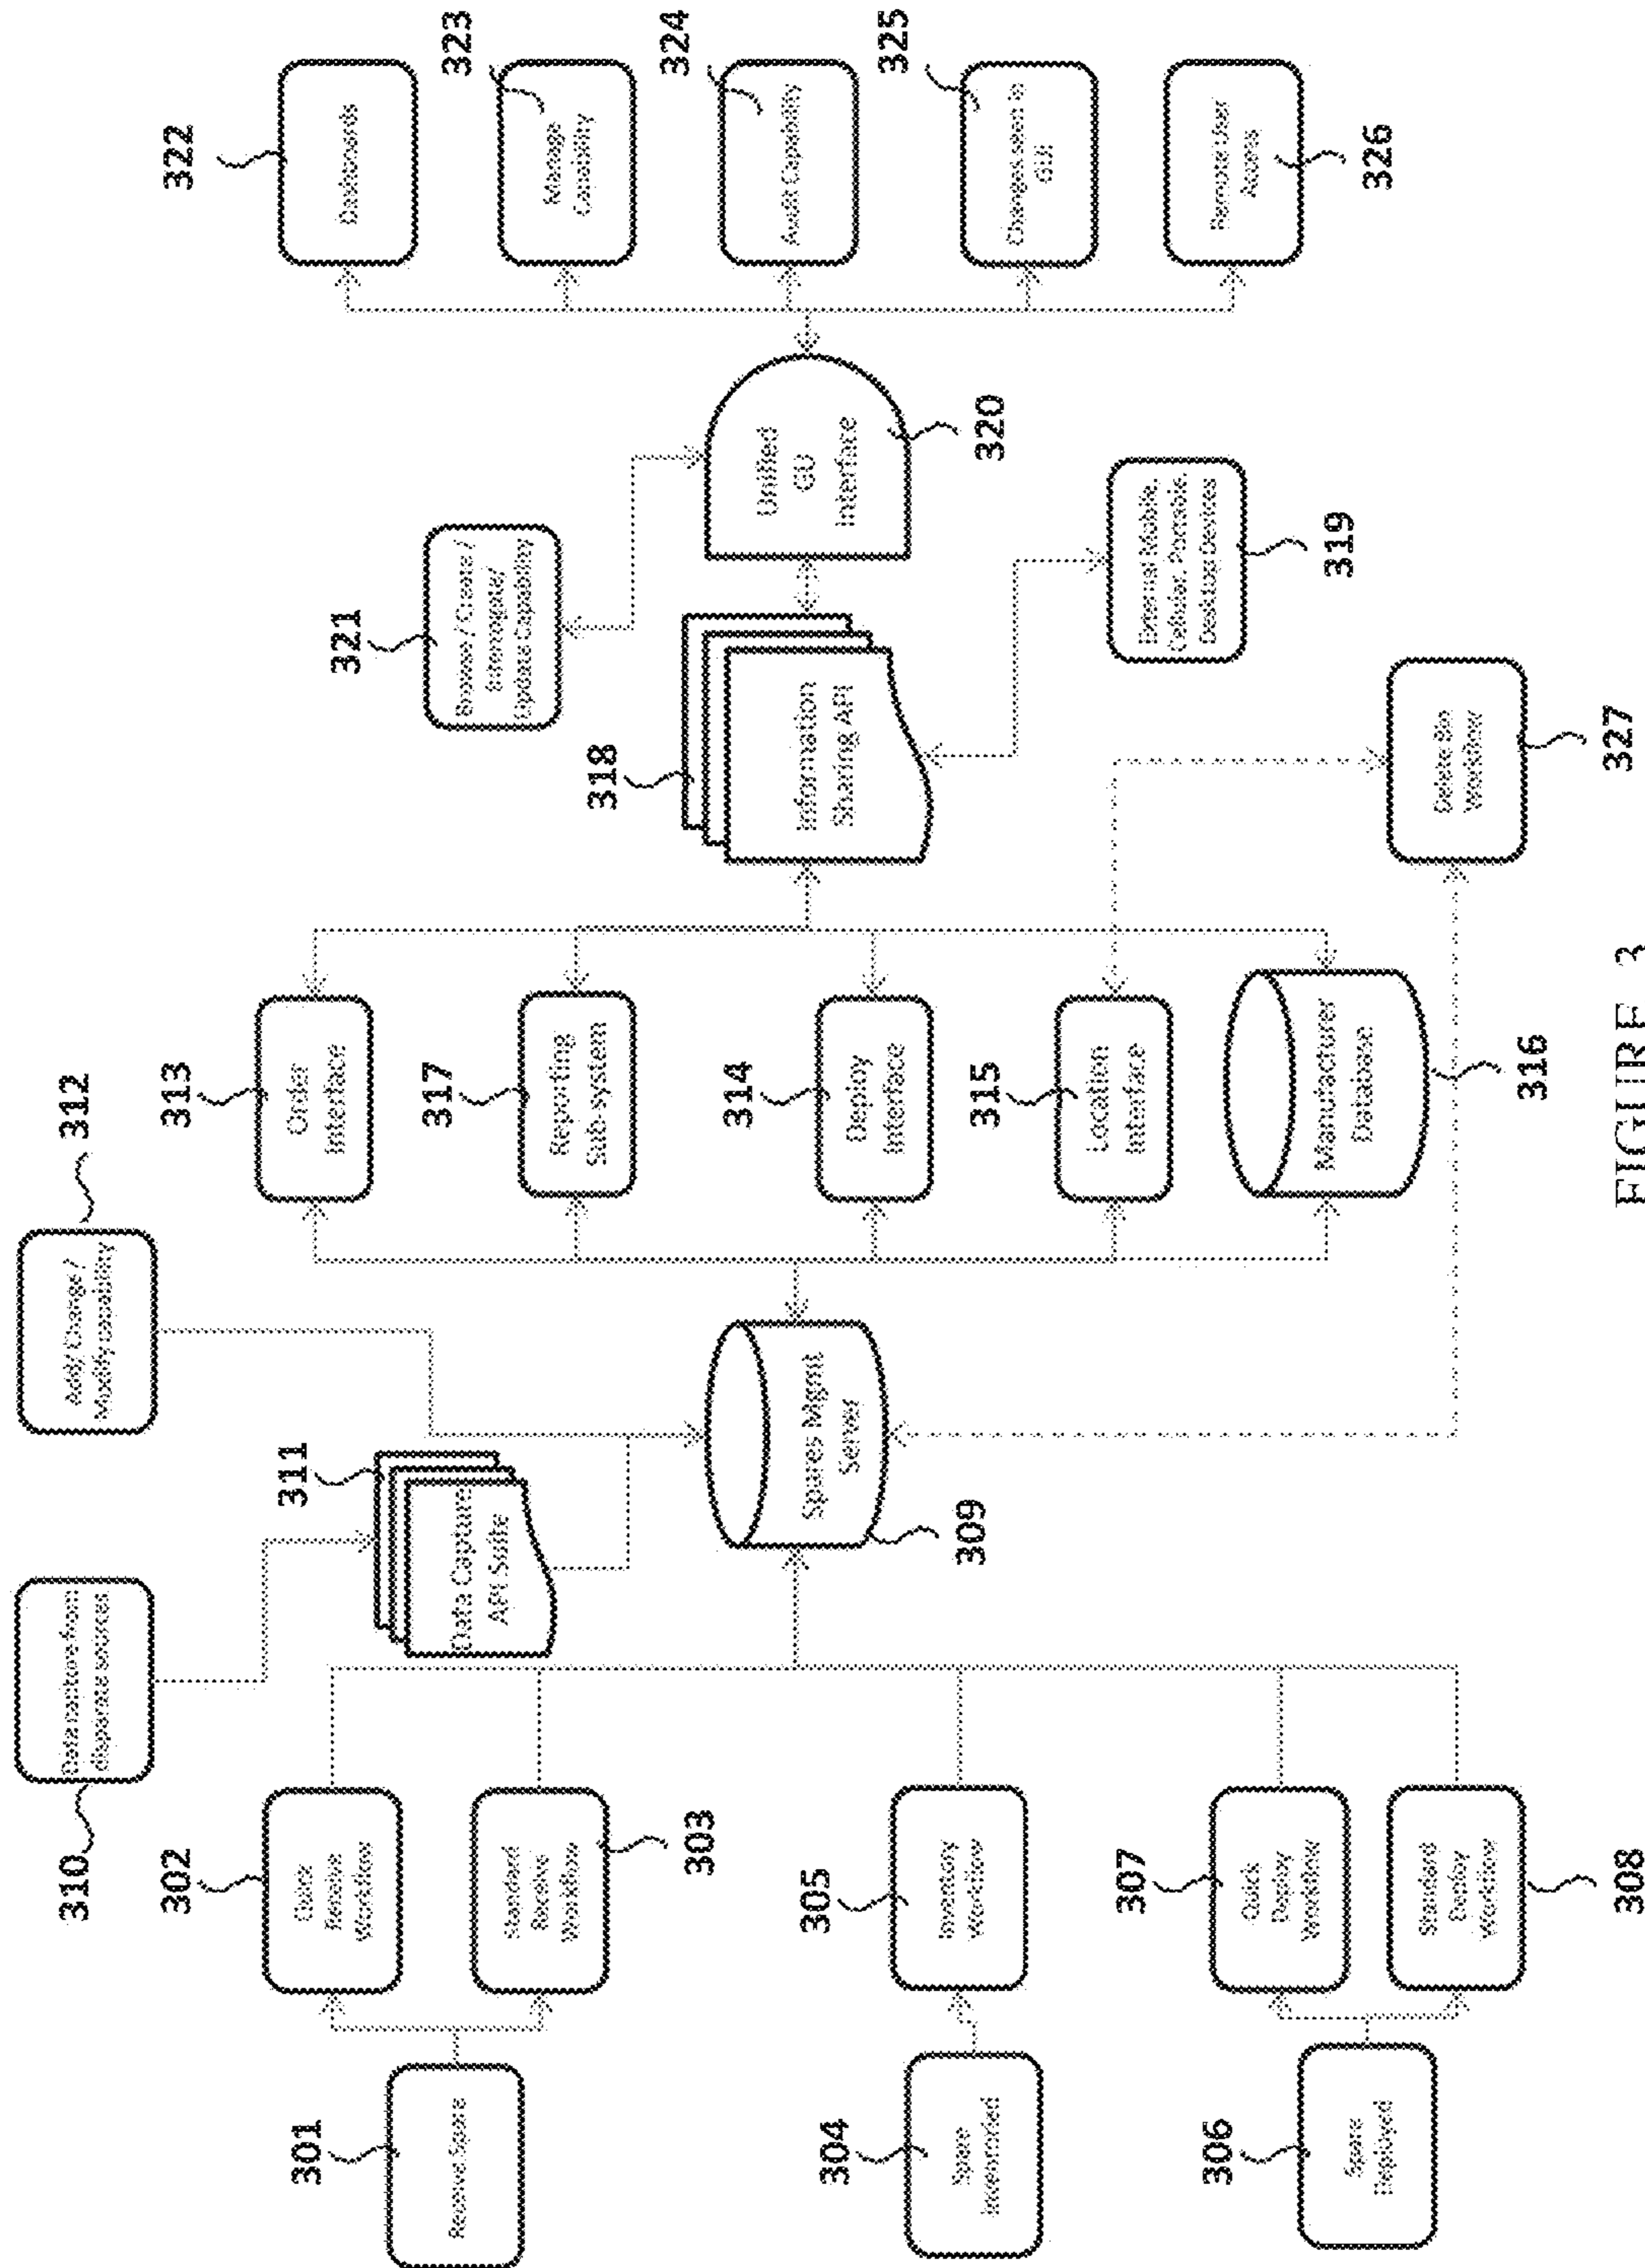 301
Receive Spare
302
Quick
Receive
Workflow
303
Standard
Receive
Workflow
304
Spare
Inventoried
305
Inventory
Workflow
306
Spare
Deployed
307
Quick
Deploy
Workflow
308
Standard
Deploy
Workflow
310
Data capture from
disparate sources
311
Data Capture
API Suite
312
Add/ Change /
Modify capability
Spares Mgmt
Server
309
313
Order
Interface
317
Reporting
Sub-system
314
Deploy
Interface
315
Location
Interface
Manufacturer
Database
316
318
Information
Sharing API
321
Browse / Create /
Interrogate/
Update Capability
Unified
GU
Interface
320
External Mobile,
Cellular, Portable,
Desktop Devices
319
Delete Bin
Workflow
327
322
Dashboards
323
Manage
Capability
324
Audit Capability
325
Changes seen in
GUI
Remote User
Access
326
FIGURE 3